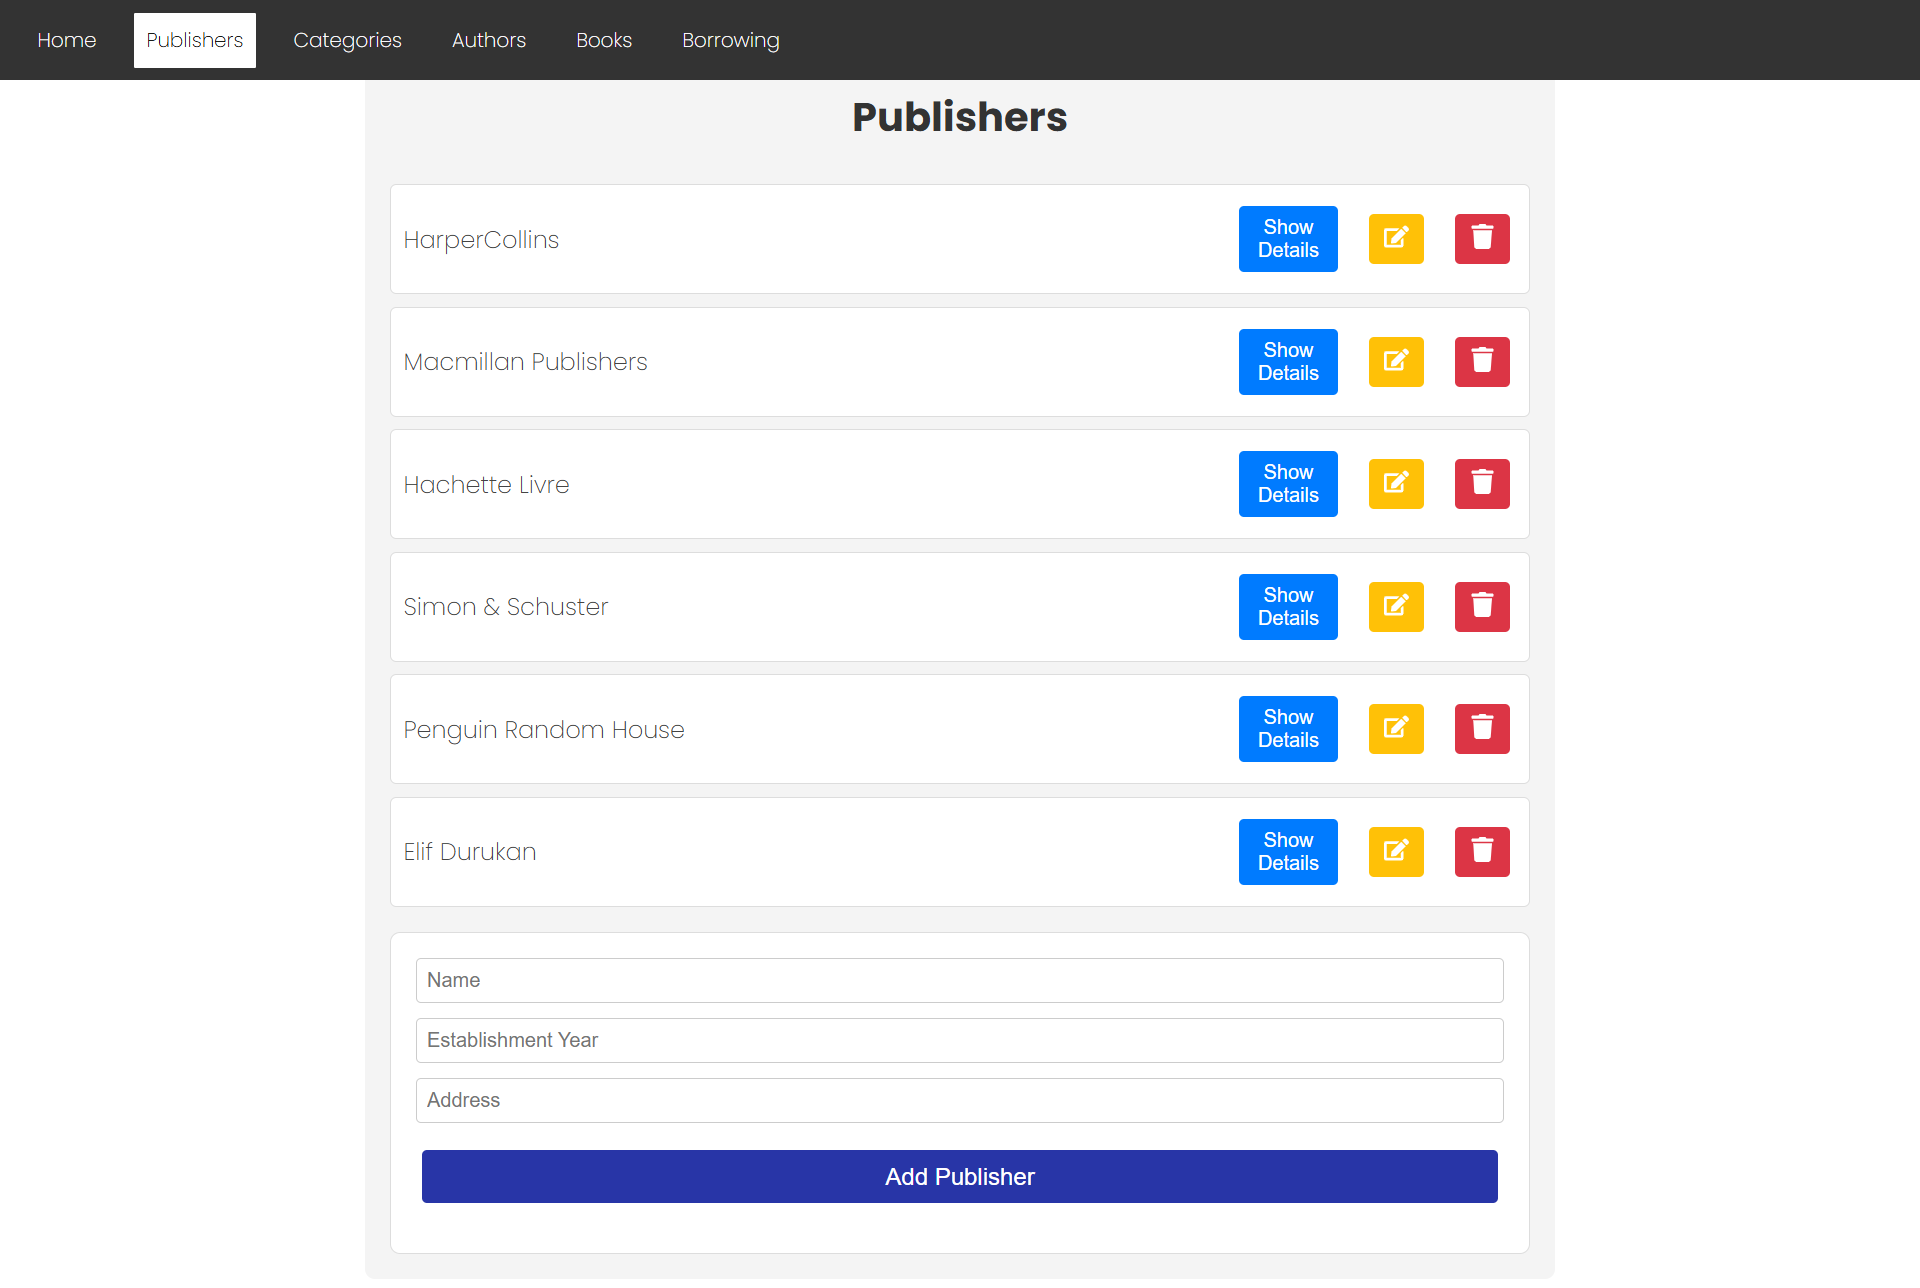 Home Publishers Categories Authors Books Borrowing
Publishers
HarperCollins
Show
Details
Macmillan Publishers
Show
Details
Hachette Livre
Show
Details
Simon & Schuster
Show
Details
Penguin Random House
Show
Details
Elif Durukan
Show
Details
Name
Establishment Year
Address
Add Publisher